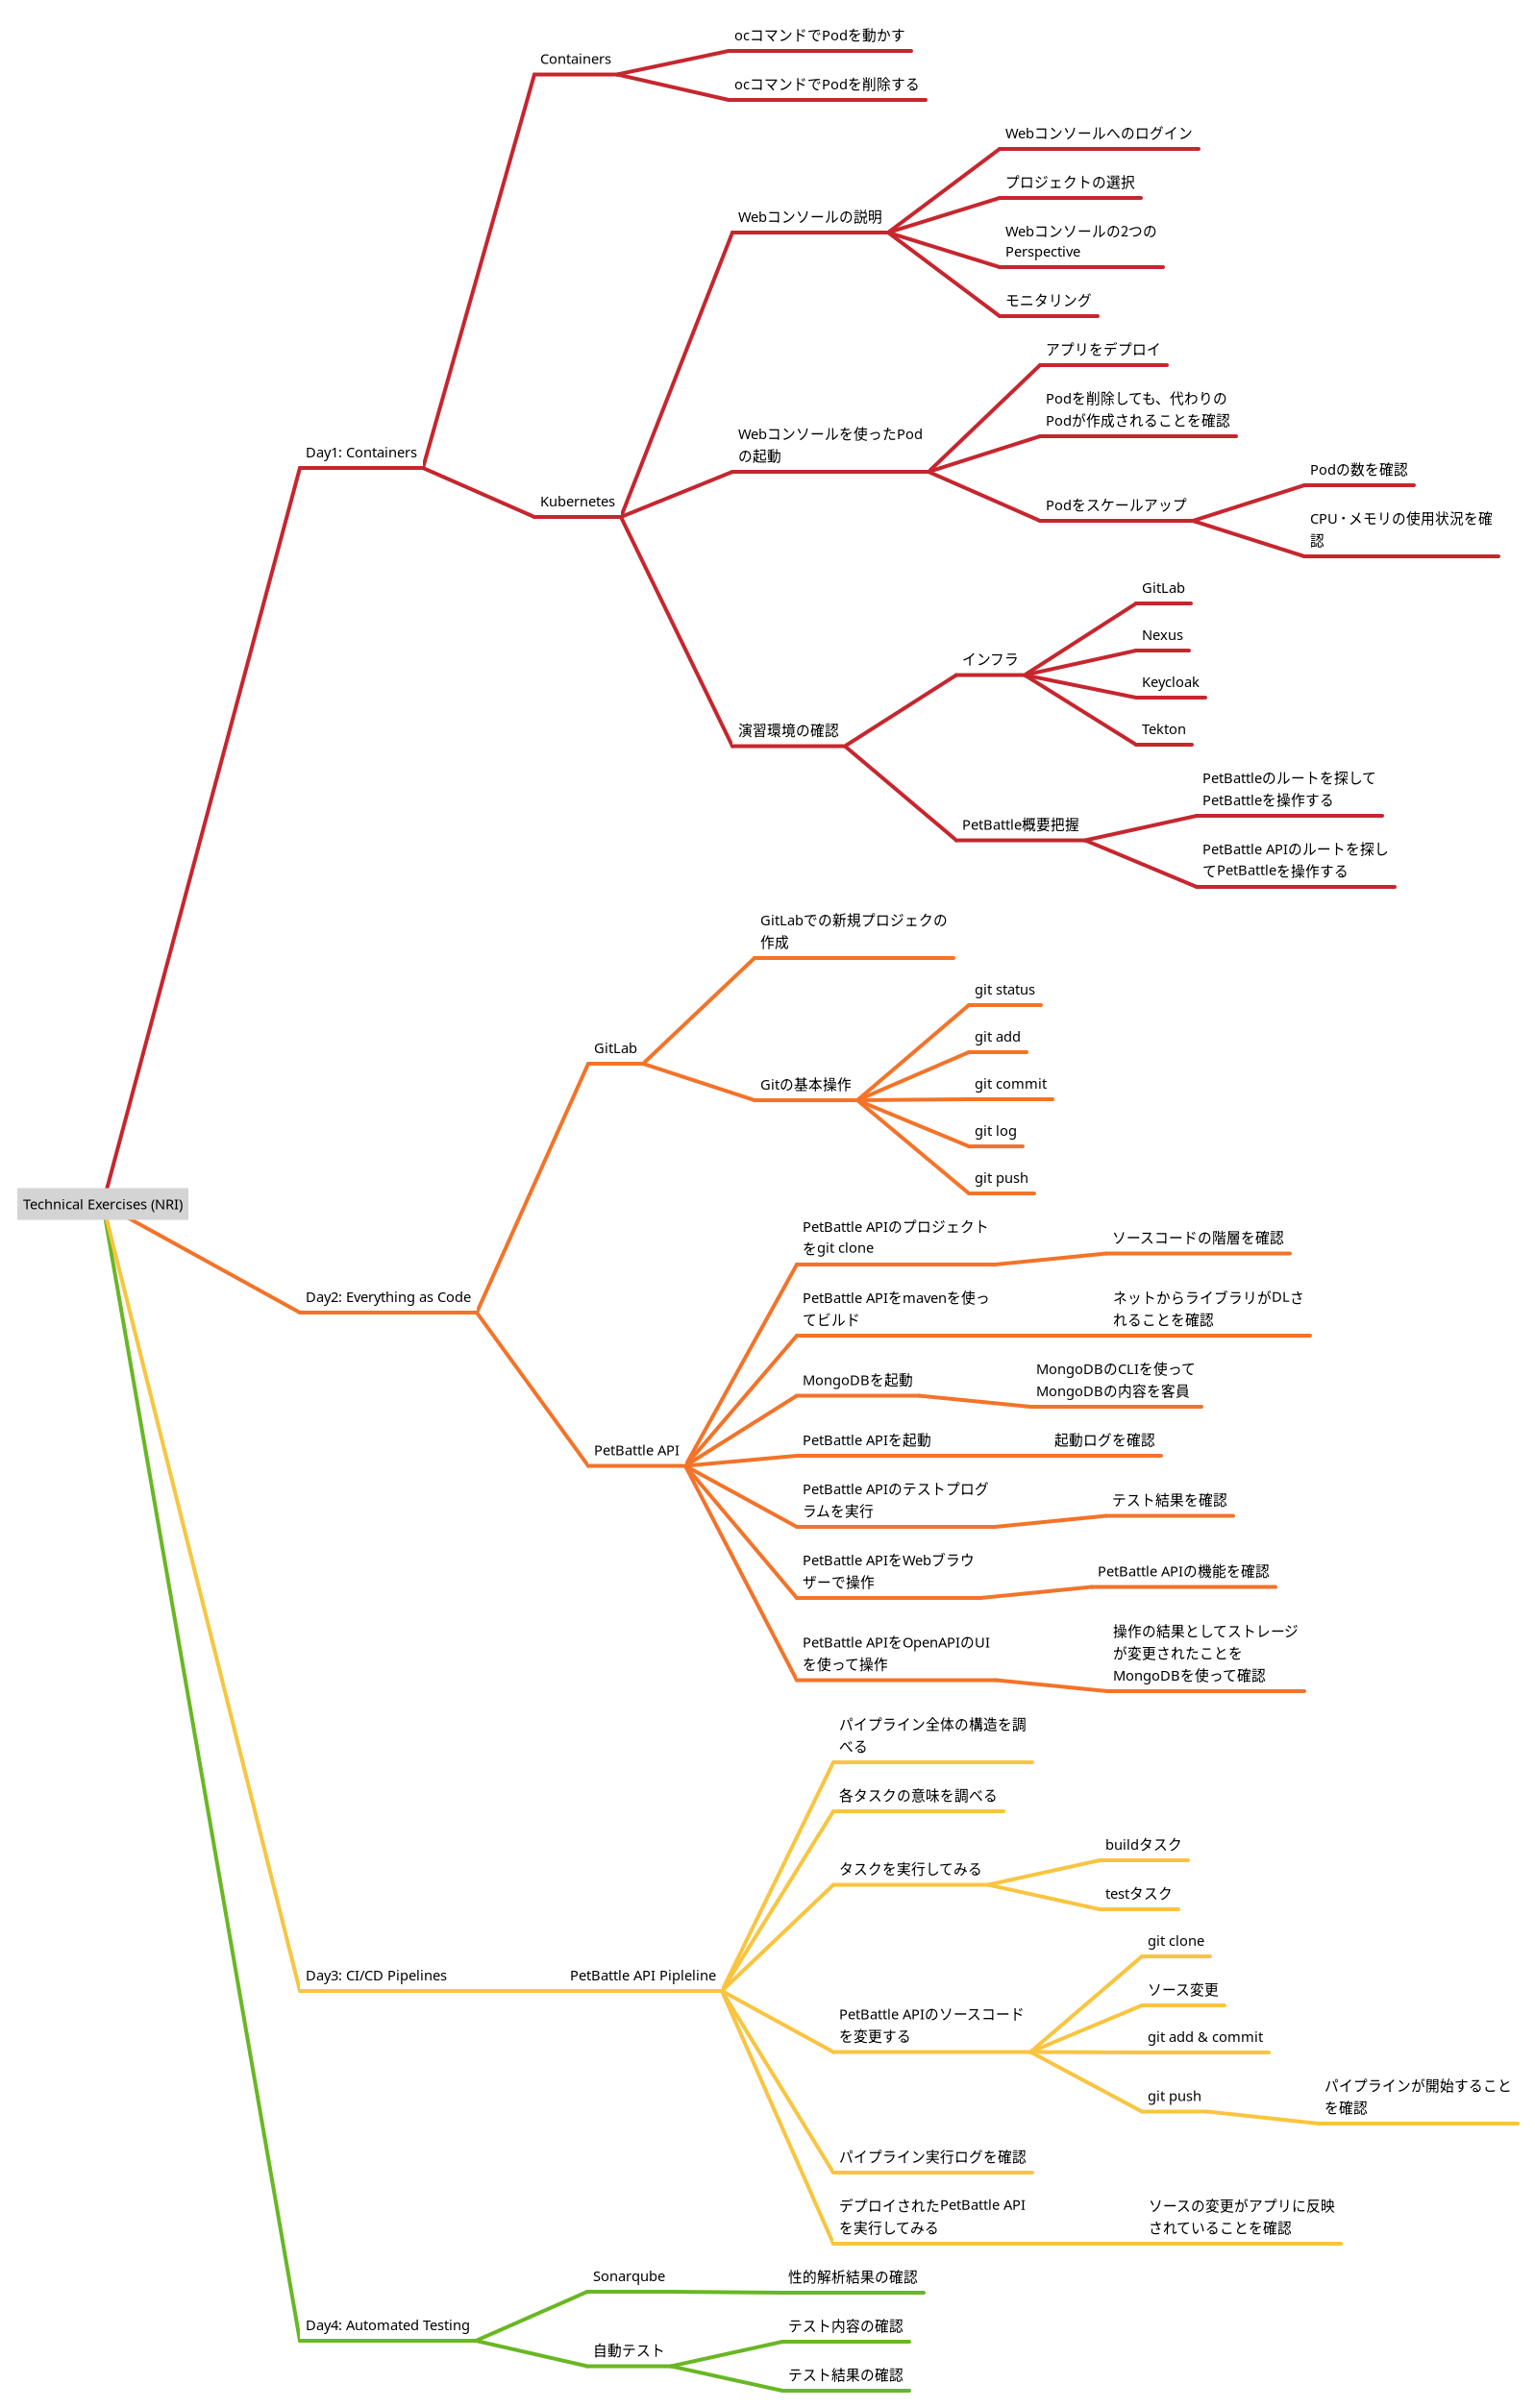 Technical Exercises (NRI)
Day1: Containers
Containers
ocコマンドでPodを動かす
ocコマンドでPodを削除する
Kubernetes
Webコンソールの説明
Webコンソールへのログイン
プロジェクトの選択
Webコンソールの2つの
Perspective
モニタリング
Webコンソールを使ったPod
の起動
アプリをデプロイ
Podを削除しても、代わりの
Podが作成されることを確認
Podをスケールアップ
Podの数を確認
CPU・メモリの使用状況を確
認
演習環境の確認
インフラ
GitLab
Nexus
Keycloak
Tekton
PetBattle概要把握
PetBattleのルートを探して
PetBattleを操作する
PetBattle APIのルートを探し
てPetBattleを操作する
Day2: Everything as Code
GitLab
GitLabでの新規プロジェクの
作成
Gitの基本操作
git status
git add
git commit
git log
git push
PetBattle API
PetBattle APIのプロジェクト
をgit clone
ソースコードの階層を確認
PetBattle APIをmavenを使っ
てビルド
ネットからライブラリがDLさ
れることを確認
MongoDBを起動
MongoDBのCLIを使って
MongoDBの内容を客員
PetBattle APIを起動
起動ログを確認
PetBattle APIのテストプログ
ラムを実行
テスト結果を確認
PetBattle APIをWebブラウ
ザーで操作
PetBattle APIの機能を確認
PetBattle APIをOpenAPIのUI
を使って操作
操作の結果としてストレージ
が変更されたことを
MongoDBを使って確認
Day3: CI/CD Pipelines
PetBattle API Pipleline
パイプライン全体の構造を調
べる
各タスクの意味を調べる
タスクを実行してみる
buildタスク
testタスク
PetBattle APIのソースコード
を変更する
git clone
ソース変更
git add & commit
git push
パイプラインが開始すること
を確認
パイプライン実行ログを確認
デプロイされたPetBattle API
を実行してみる
ソースの変更がアプリに反映
されていることを確認
Day4: Automated Testing
Sonarqube
性的解析結果の確認
自動テスト
テスト内容の確認
テスト結果の確認